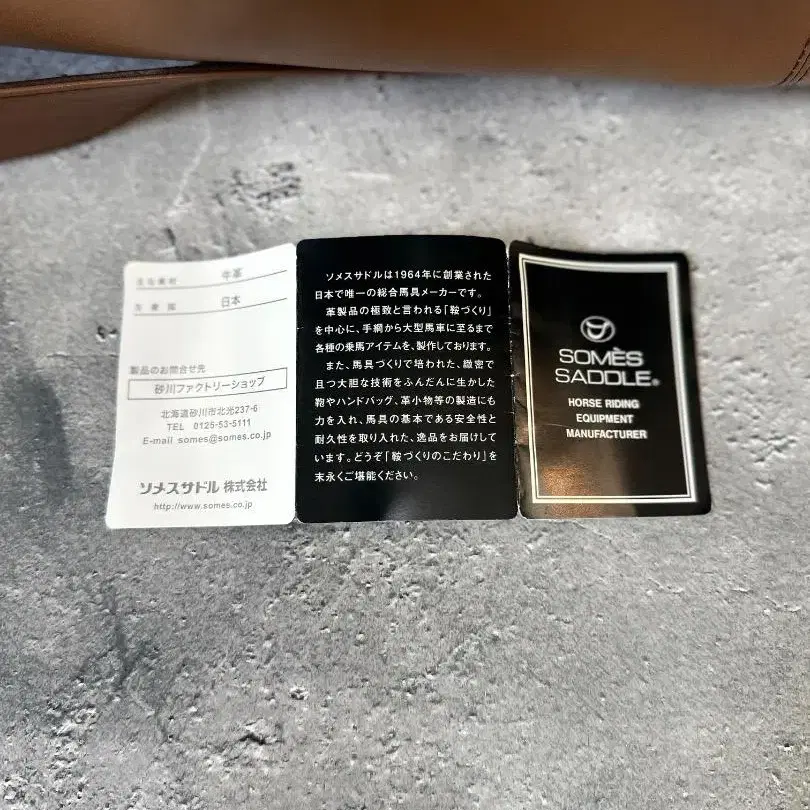 主な素材 牛革
原産国 日本
製品のお問合せ先
砂川ファクトリーショップ
北海道砂川市北光237-6
TEL 0125-53-5111
E-mail somes@somes.co.jp
ソメスサドル 株式会社
http://www.somes.co.jp
ソメスサドルは1964年に創業された
日本で唯一の総合馬具メーカーです。
革製品の極致と言われる「鞍づくり」
を中心に、手綱から大型馬車に至るまで
各種の乗馬アイテムを、製作しております。
また、馬具づくりで培われた、緻密で
且つ大胆な技術をふんだんに生かした
鞄やハンドバッグ、革小物等の製造にも
力を入れ、馬具の基本である安全性と
耐久性を取り入れた、逸品をお届けして
います。どうぞ「鞍づくりのこだわり」を
末永くご堪能ください。
SOMÈS
SADDLE®
HORSE RIDING
EQUIPMENT
MANUFACTURER